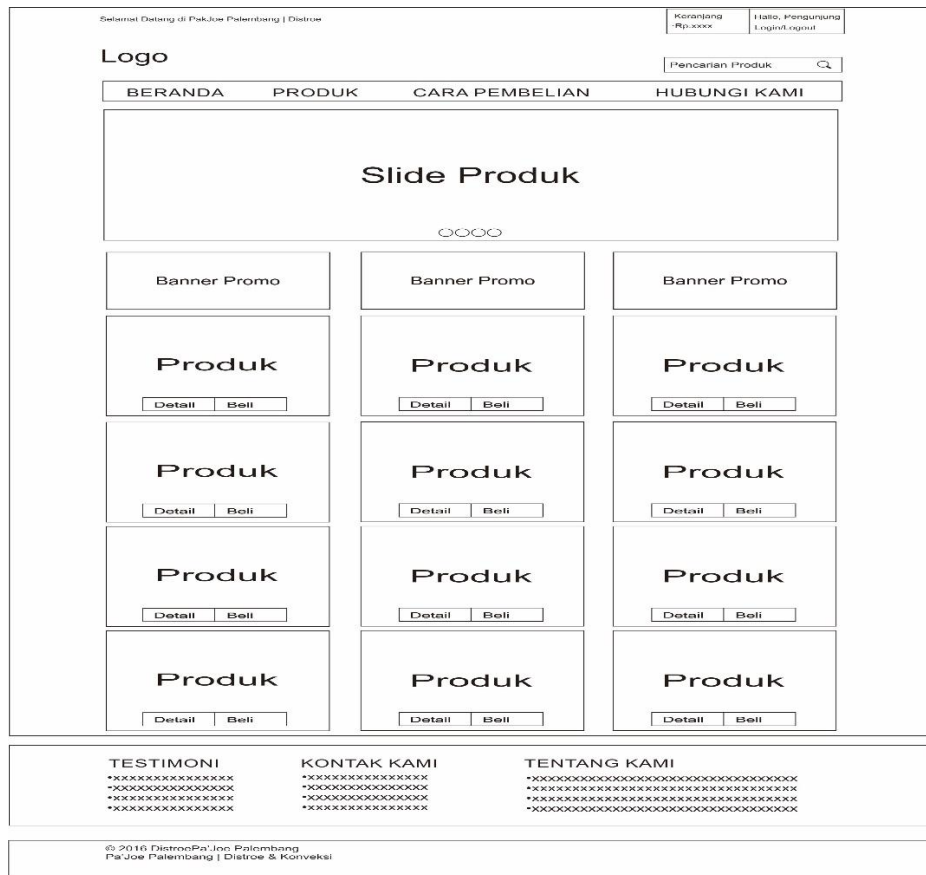 Selamat Datang di PakJoe Palembang | Distroe
Keranjang
-Rp.xxxx
Hallo, Pengunjung
Login/Logout
Logo
Pencarian Produk
BERANDA PRODUK CARA PEMBELIAN HUBUNGI KAMI
Slide Produk
Banner Promo Banner Promo Banner Promo
Produk Produk Produk
Detail Beli Detail Beli Detail Beli
Produk Produk Produk
Detail Beli Detail Beli Detail Beli
Produk Produk Produk
Detail Beli Detail Beli Detail Beli
Produk Produk Produk
Detail Beli Detail Beli Detail Beli
TESTIMONI
•xxxxxxxxxxxxxxx
•xxxxxxxxxxxxxxx
•xxxxxxxxxxxxxxx
•xxxxxxxxxxxxxxx
KONTAK KAMI
•xxxxxxxxxxxxxxx
•xxxxxxxxxxxxxxx
•xxxxxxxxxxxxxxx
•xxxxxxxxxxxxxxx
TENTANG KAMI
•xxxxxxxxxxxxxxxxxxxxxxxxxxxxxxxxx
•xxxxxxxxxxxxxxxxxxxxxxxxxxxxxxxxx
•xxxxxxxxxxxxxxxxxxxxxxxxxxxxxxxxx
•xxxxxxxxxxxxxxxxxxxxxxxxxxxxxxxxx
© 2016 DistroePa'Joe Palembang
Pa'Joe Palembang | Distroe & Konveksi